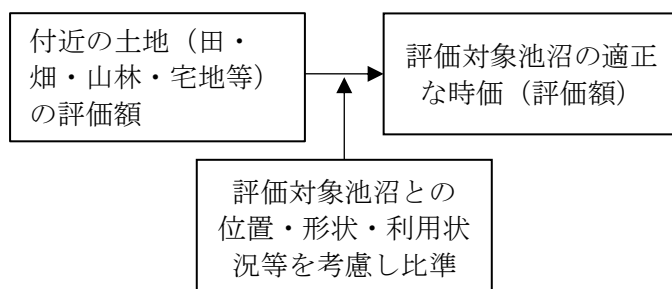 付近の土地（田・
畑・山林・宅地等）
の評価額
評価対象池沼の適正
な時価（評価額）
評価対象池沼との
位置・形状・利用状
況等を考慮し比準